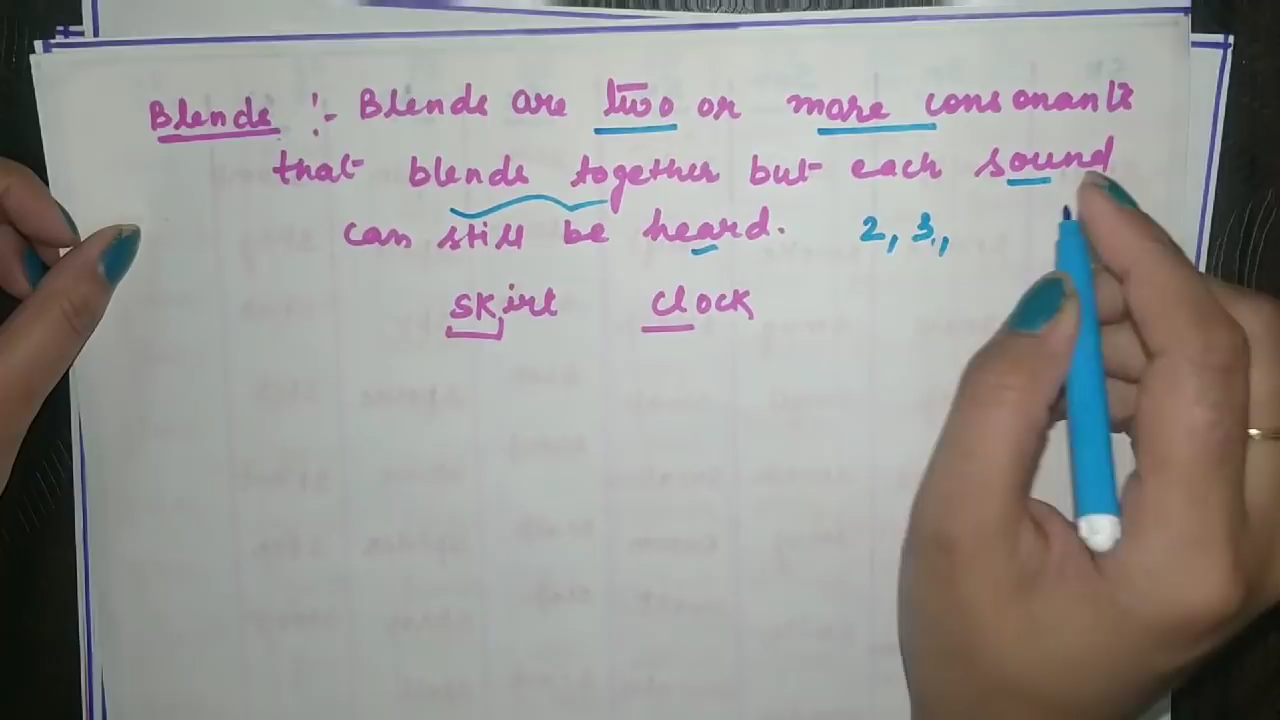 Blends :- Blends are two or more consonants
that blends together but each sound
can still be heard. 2, 3,,
skirt clock